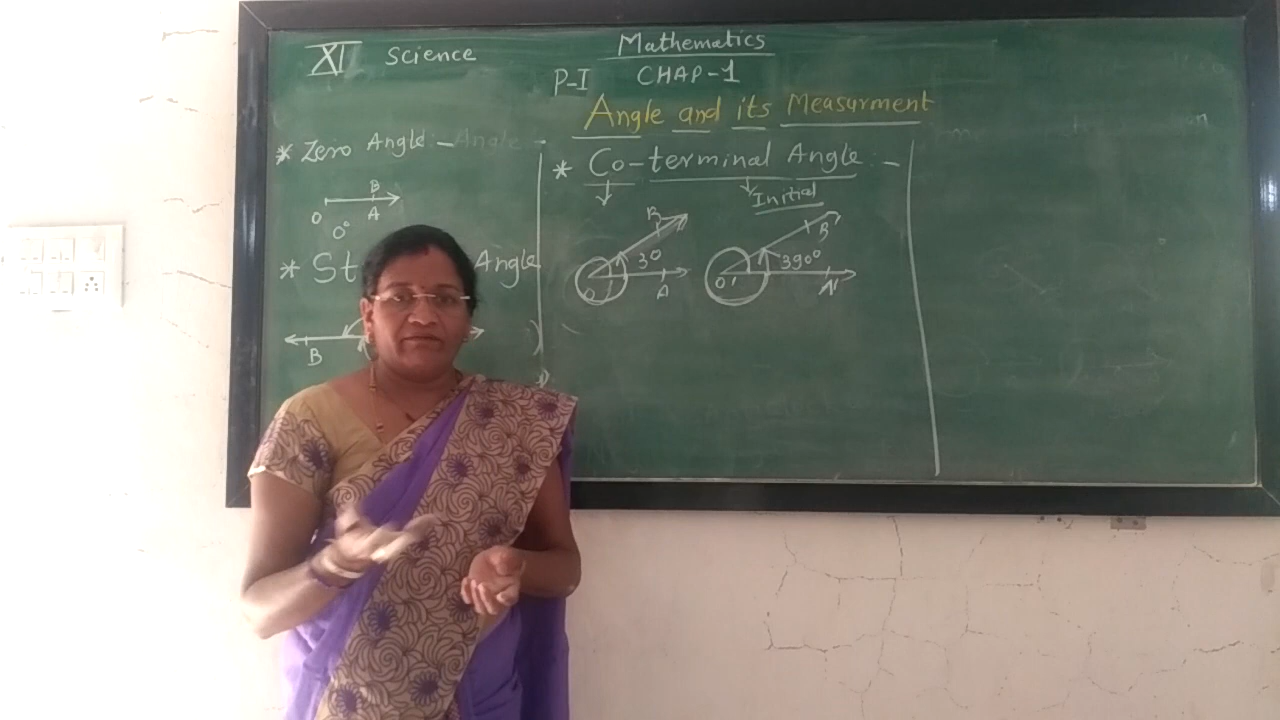 XI Science
Mathematics
P-I CHAP-1
Angle and its Measurment
* Zero Angle:- Angle -
B
O A
0°
* St Angle
B
* Co-terminal Angle:-
Initial
B
30
O A
B'
390°
O' A'